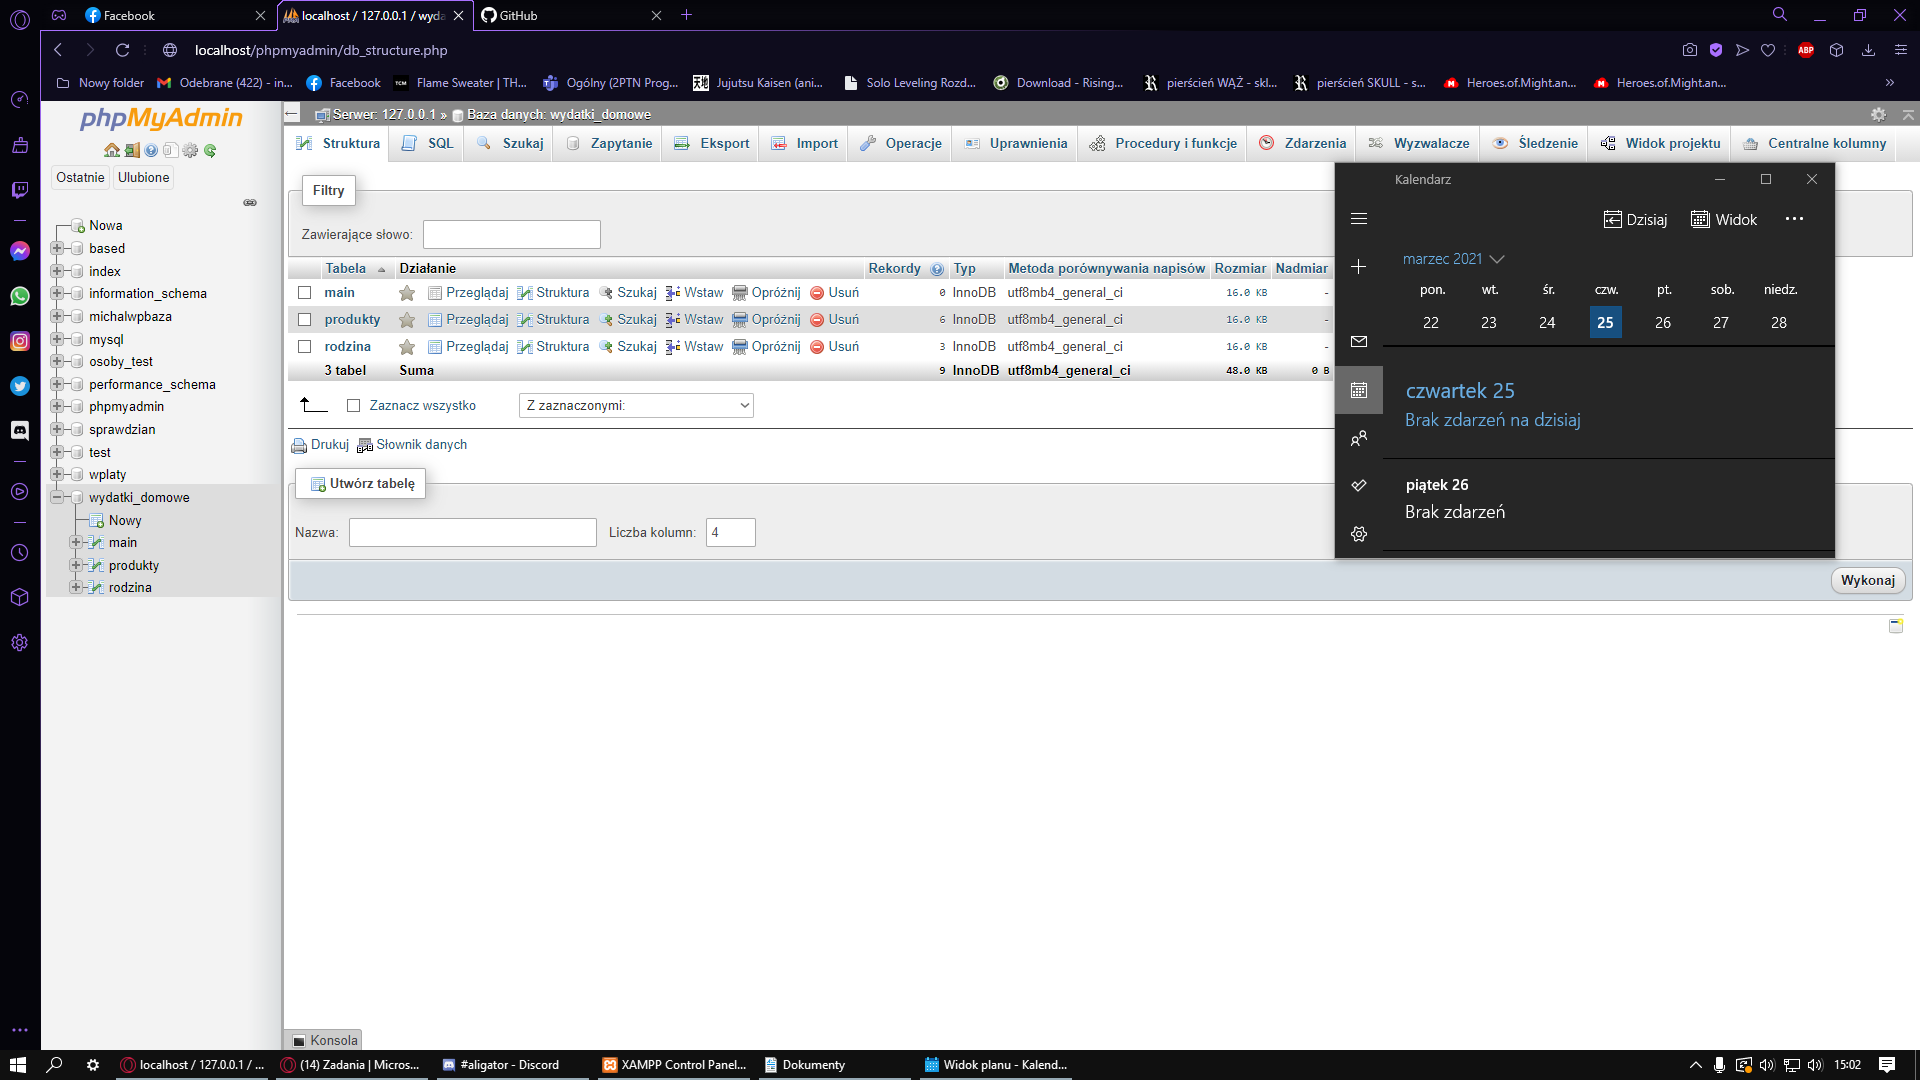 Facebook
localhost / 127.0.0.1 / wyda
GitHub
localhost/phpmyadmin/db_structure.php
ABP
Nowy folder
Odebrane (422) - in...
Facebook
TCM
Flame Sweater | TH...
Ogólny (2PTN Prog...
Jujutsu Kaisen (ani...
Solo Leveling Rozd...
Download - Rising...
pierścień WĄŻ - skl...
pierścień SKULL - s...
Heroes.of.Might.an...
Heroes.of.Might.an...
phpMyAdmin
Ostatnie
Ulubione
Nowa
based
index
information_schema
michalwpbaza
mysql
osoby_test
performance_schema
phpmyadmin
sprawdzian
test
wplaty
wydatki_domowe
Nowy
main
produkty
rodzina
Serwer: 127.0.0.1 » Baza danych: wydatki_domowe
Struktura SQL Szukaj Zapytanie Eksport Import Operacje Uprawnienia Procedury i funkcje Zdarzenia Wyzwalacze Śledzenie Widok projektu Centralne kolumny
Filtry
Zawierające słowo:
Tabela Działanie Rekordy Typ Metoda porównywania napisów Rozmiar Nadmiar
main Przeglądaj Struktura Szukaj Wstaw Opróżnij Usuń 0 InnoDB utf8mb4_general_ci 16.0 KB -
produkty Przeglądaj Struktura Szukaj Wstaw Opróżnij Usuń 6 InnoDB utf8mb4_general_ci 16.0 KB -
rodzina Przeglądaj Struktura Szukaj Wstaw Opróżnij Usuń 3 InnoDB utf8mb4_general_ci 16.0 KB -
3 tabel Suma 9 InnoDB utf8mb4_general_ci 48.0 KB 0 B
Zaznacz wszystko
Z zaznaczonymi:
Drukuj Słownik danych
Utwórz tabelę
Nazwa:
Liczba kolumn: 4
Wykonaj
Konsola
Kalendarz
Dzisiaj Widok
marzec 2021
pon. wt. śr. czw. pt. sob. niedz.
22 23 24 25 26 27 28
czwartek 25
Brak zdarzeń na dzisiaj
piątek 26
Brak zdarzeń
localhost / 127.0.0.1 / ...
(14) Zadania | Micros...
#aligator - Discord
XAMPP Control Panel...
Dokumenty
Widok planu - Kalend...
15:02